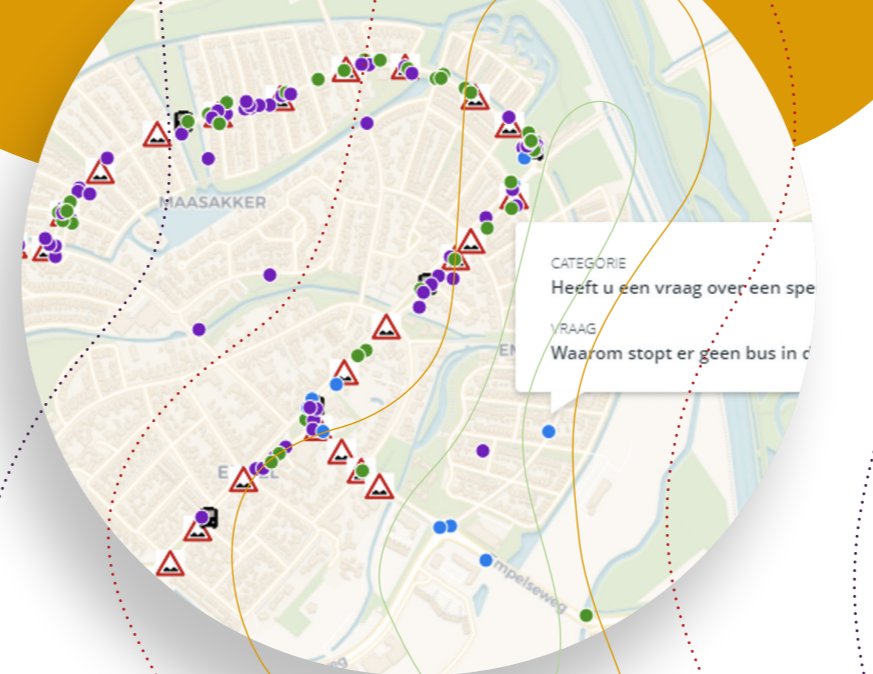 MAASAKKER
CATEGORIE
Heeft u een vraag over een spe
VRAAG
Waarom stopt er geen bus in d
Empelseweg